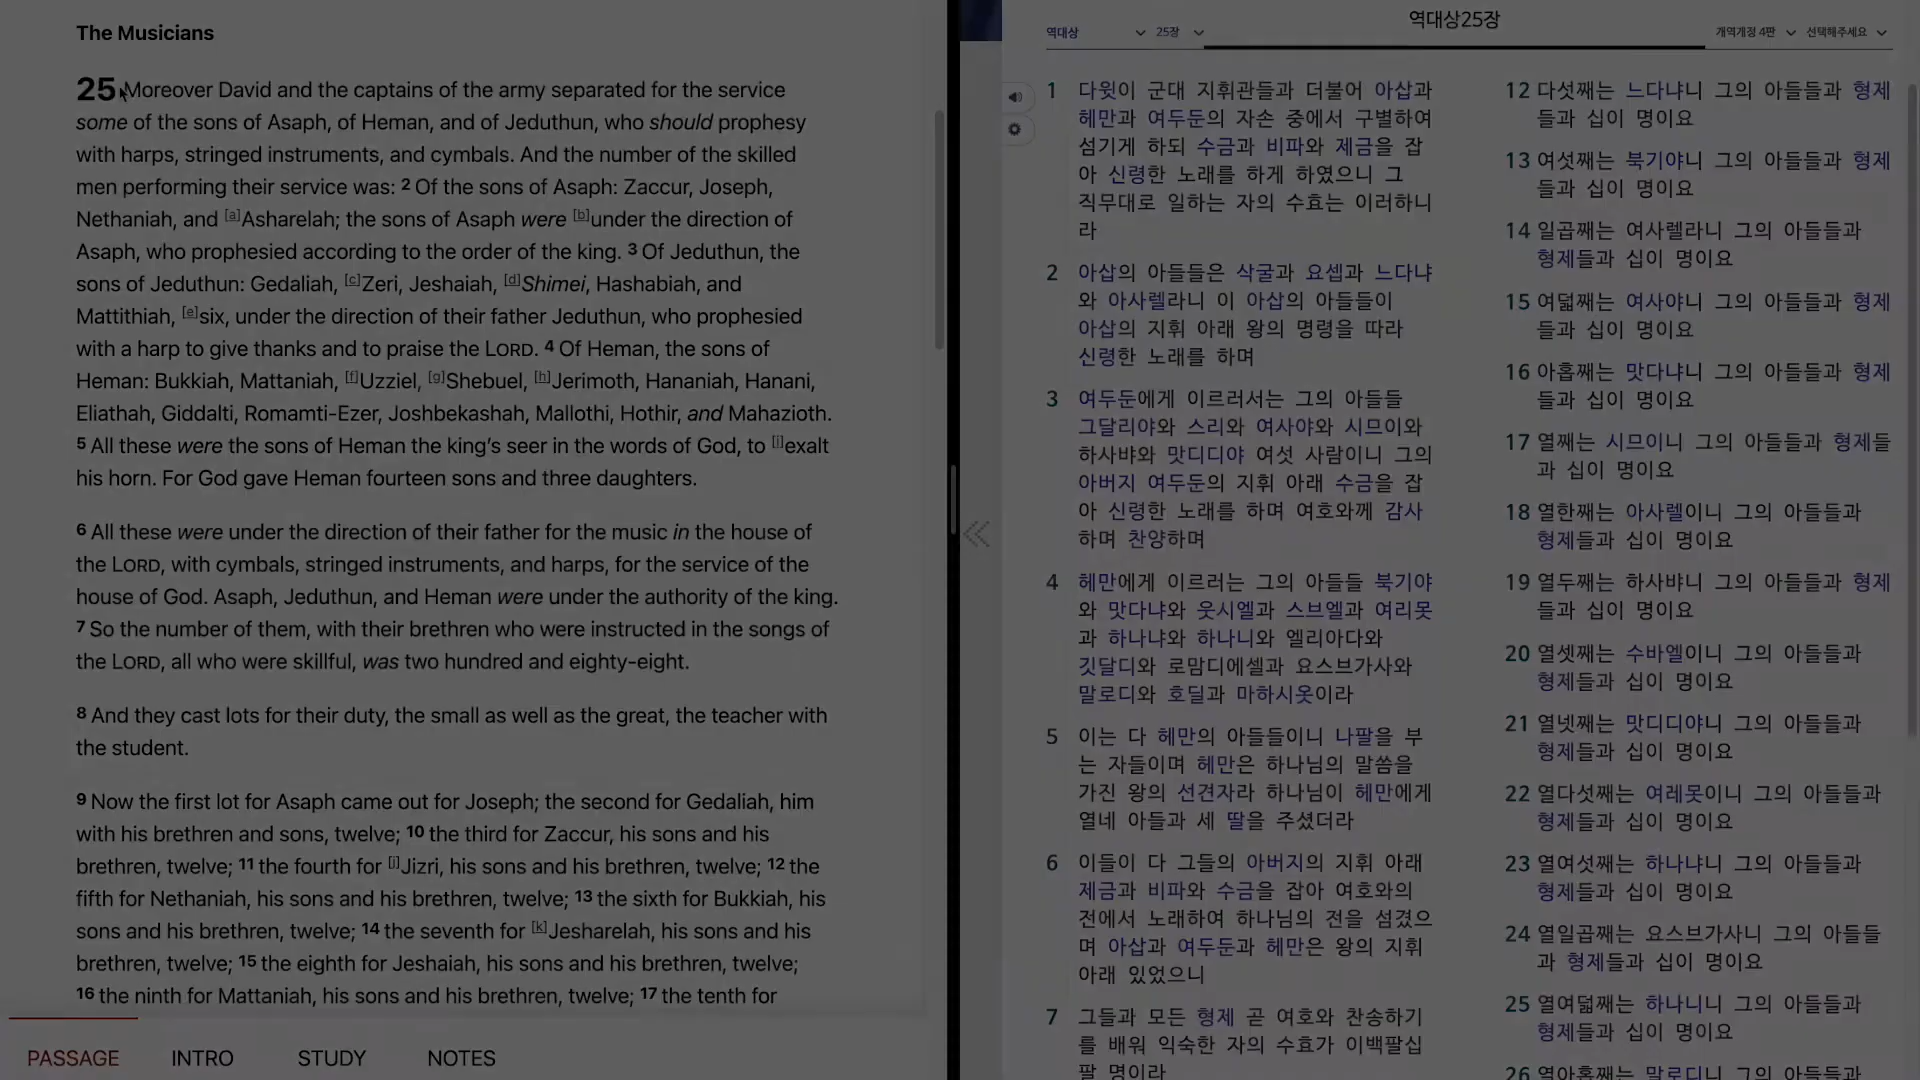 The Musicians
25 Moreover David and the captains of the army separated for the service
some of the sons of Asaph, of Heman, and of Jeduthun, who should prophesy
with harps, stringed instruments, and cymbals. And the number of the skilled
men performing their service was: 2 Of the sons of Asaph: Zaccur, Joseph,
Nethaniah, and [a]Asharelah; the sons of Asaph were [b]under the direction of
Asaph, who prophesied according to the order of the king. 3 Of Jeduthun, the
sons of Jeduthun: Gedaliah, [c]Zeri, Jeshaiah, [d]Shimei, Hashabiah, and
Mattithiah, [e]six, under the direction of their father Jeduthun, who prophesied
with a harp to give thanks and to praise the LORD. 4 Of Heman, the sons of
Heman: Bukkiah, Mattaniah, [f]Uzziel, [g]Shebuel, [h]Jerimoth, Hananiah, Hanani,
Eliathah, Giddalti, Romamti-Ezer, Joshbekashah, Mallothi, Hothir, and Mahazioth.
5 All these were the sons of Heman the king's seer in the words of God, to [i]exalt
his horn. For God gave Heman fourteen sons and three daughters.
6 All these were under the direction of their father for the music in the house of
the LORD, with cymbals, stringed instruments, and harps, for the service of the
house of God. Asaph, Jeduthun, and Heman were under the authority of the king.
7 So the number of them, with their brethren who were instructed in the songs of
the LORD, all who were skillful, was two hundred and eighty-eight.
8 And they cast lots for their duty, the small as well as the great, the teacher with
the student.
9 Now the first lot for Asaph came out for Joseph; the second for Gedaliah, him
with his brethren and sons, twelve; 10 the third for Zaccur, his sons and his
brethren, twelve; 11 the fourth for [j]Jizri, his sons and his brethren, twelve; 12 the
fifth for Nethaniah, his sons and his brethren, twelve; 13 the sixth for Bukkiah, his
sons and his brethren, twelve; 14 the seventh for [k]Jesharelah, his sons and his
brethren, twelve; 15 the eighth for Jeshaiah, his sons and his brethren, twelve;
16 the ninth for Mattaniah, his sons and his brethren, twelve; 17 the tenth for
PASSAGE INTRO STUDY NOTES
역대상 25장 역대상25장 개역개정 4판 선택해주세요
1 다윗이 군대 지휘관들과 더불어 아삽과
헤만과 여두둔의 자손 중에서 구별하여
섬기게 하되 수금과 비파와 제금을 잡
아 신령한 노래를 하게 하였으니 그
직무대로 일하는 자의 수효는 이러하니
라
2 아삽의 아들들은 삭굴과 요셉과 느다냐
와 아사렐라니 이 아삽의 아들들이
아삽의 지휘 아래 왕의 명령을 따라
신령한 노래를 하며
3 여두둔에게 이르러서는 그의 아들들
그달리야와 스리와 여사야와 시므이와
하사뱌와 맛디디야 여섯 사람이니 그의
아버지 여두둔의 지휘 아래 수금을 잡
아 신령한 노래를 하며 여호와께 감사
하며 찬양하며
4 헤만에게 이르러는 그의 아들들 북기야
와 맛다냐와 웃시엘과 스브엘과 여리못
과 하나냐와 하나니와 엘리아다와
깃달디와 로맘디에셀과 요스브가사와
말로디와 호딜과 마하시옷이라
5 이는 다 헤만의 아들들이니 나팔을 부
는 자들이며 헤만은 하나님의 말씀을
가진 왕의 선견자라 하나님이 헤만에게
열네 아들과 세 딸을 주셨더라
6 이들이 다 그들의 아버지의 지휘 아래
제금과 비파와 수금을 잡아 여호와의
전에서 노래하여 하나님의 전을 섬겼으
며 아삽과 여두둔과 헤만은 왕의 지휘
아래 있었으니
7 그들과 모든 형제 곧 여호와 찬송하기
를 배워 익숙한 자의 수효가 이백팔십
팔 명이라
12 다섯째는 느다냐니 그의 아들들과 형제
들과 십이 명이요
13 여섯째는 북기야니 그의 아들들과 형제
들과 십이 명이요
14 일곱째는 여사렐라니 그의 아들들과
형제들과 십이 명이요
15 여덟째는 여사야니 그의 아들들과 형제
들과 십이 명이요
16 아홉째는 맛다냐니 그의 아들들과 형제
들과 십이 명이요
17 열째는 시므이니 그의 아들들과 형제들
과 십이 명이요
18 열한째는 아사렐이니 그의 아들들과
형제들과 십이 명이요
19 열두째는 하사뱌니 그의 아들들과 형제
들과 십이 명이요
20 열셋째는 수바엘이니 그의 아들들과
형제들과 십이 명이요
21 열넷째는 맛디디야니 그의 아들들과
형제들과 십이 명이요
22 열다섯째는 여레못이니 그의 아들들과
형제들과 십이 명이요
23 열여섯째는 하나냐니 그의 아들들과
형제들과 십이 명이요
24 열일곱째는 요스브가사니 그의 아들들
과 형제들과 십이 명이요
25 열여덟째는 하나니니 그의 아들들과
형제들과 십이 명이요
26 열아홉째는 말로디니 그의 아들들과